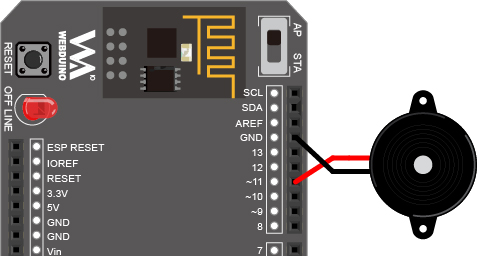 RESET
WEBDUINO
IO
AP
STA
OFF LINE
SCL
SDA
AREF
GND
13
12
~11
~10
~9
8
7
ESP RESET
IOREF
RESET
3.3V
5V
GND
GND
Vin